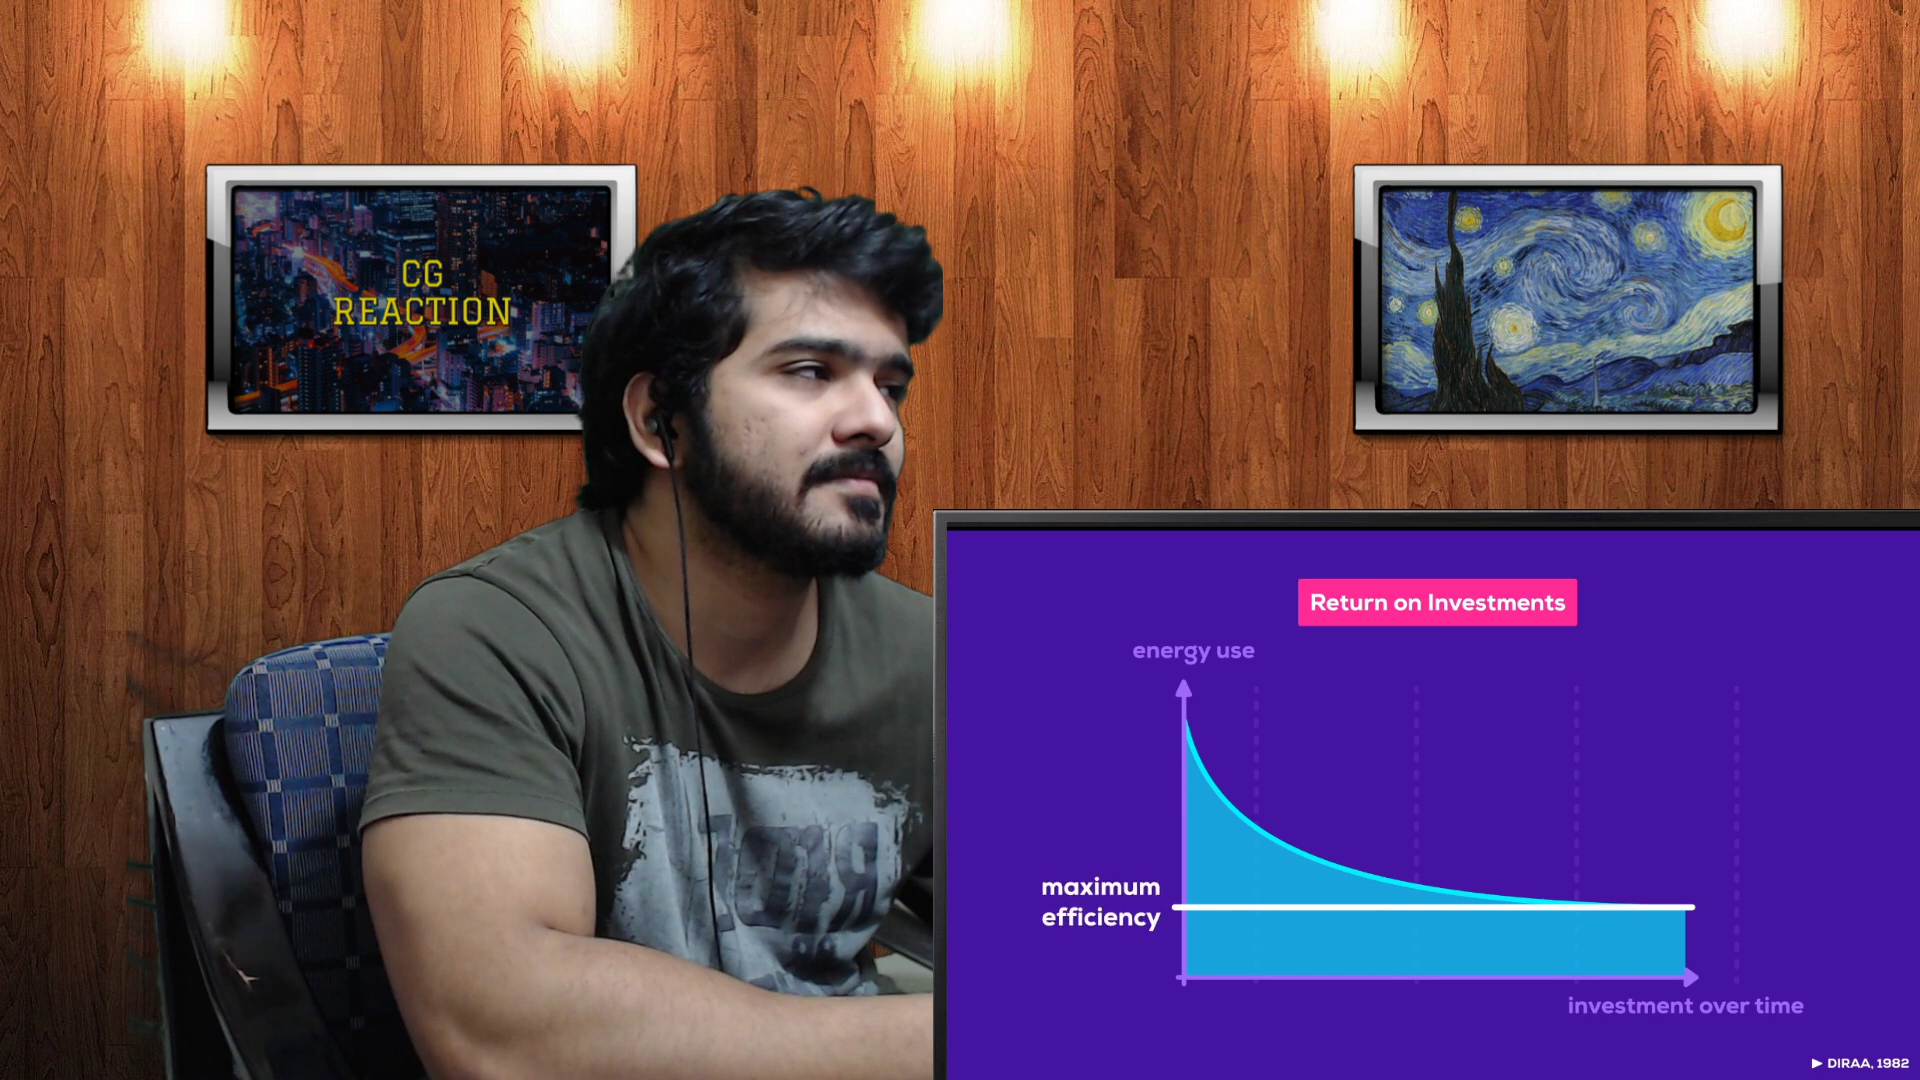 CG
REACTION
Return on Investments
energy use
maximum
efficiency
investment over time
▶ DIRAA, 1982